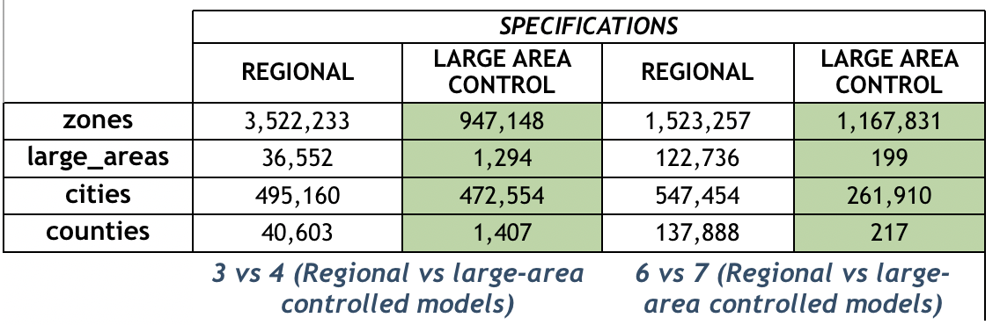 SPECIFICATIONS
REGIONAL LARGE AREA CONTROL REGIONAL LARGE AREA CONTROL
zones 3,522,233 947,148 1,523,257 1,167,831
large_areas 36,552 1,294 122,736 199
cities 495,160 472,554 547,454 261,910
counties 40,603 1,407 137,888 217
3 vs 4 (Regional vs large-area
controlled models)
6 vs 7 (Regional vs large-
area controlled models)